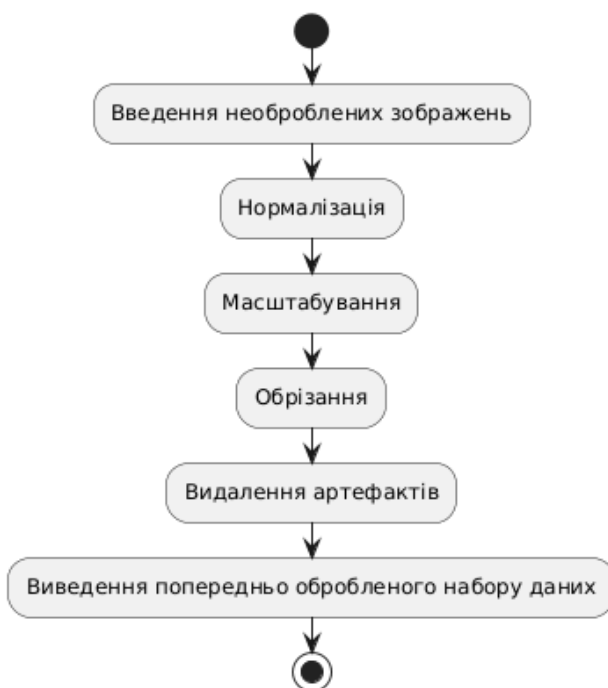 Введення необроблених зображень
Нормалізація
Масштабування
Обрізання
Видалення артефактів
Виведення попередньо обробленого набору даних